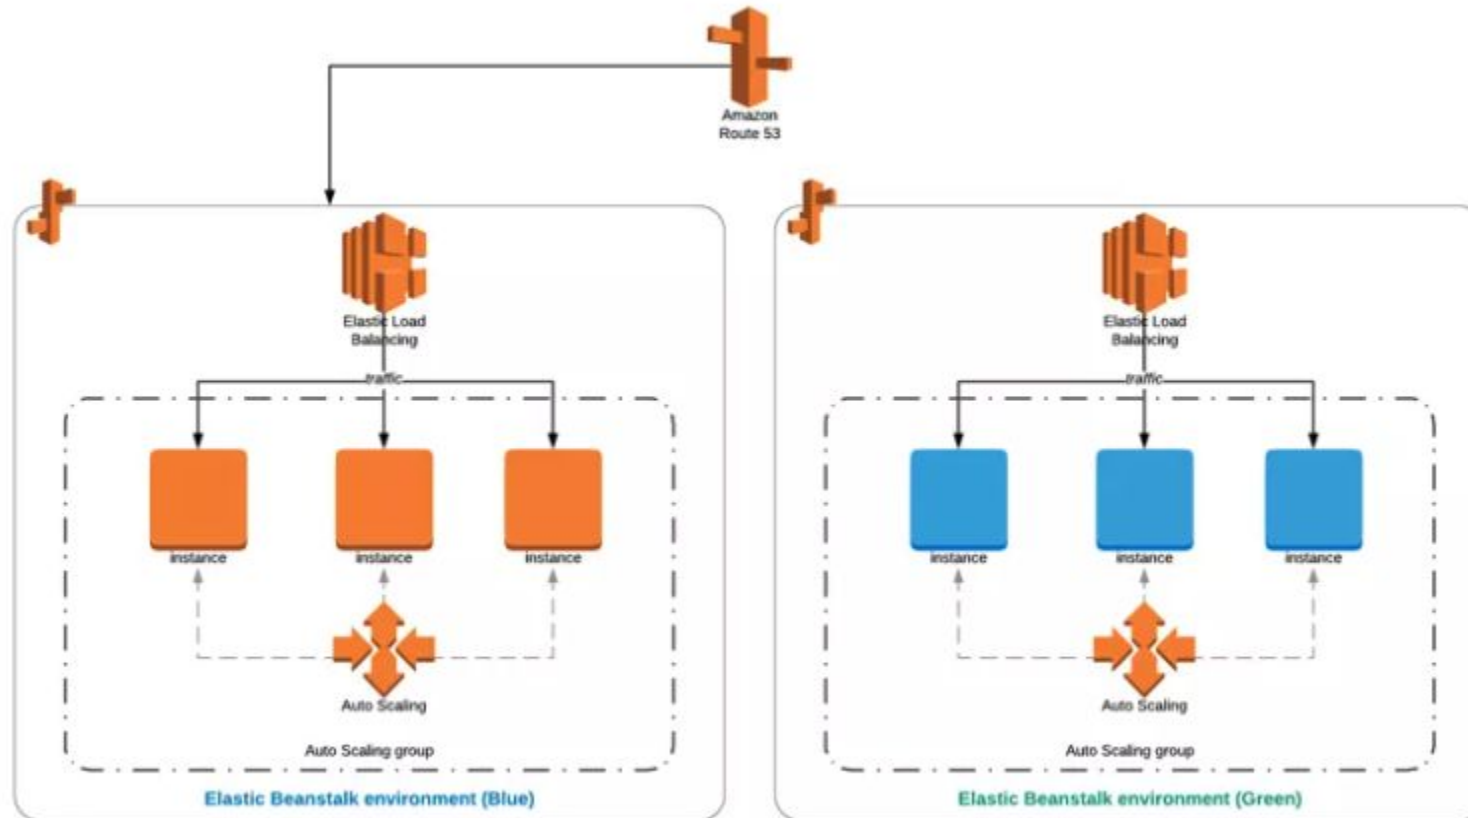 Amazon
Route 53
Elastic Load
Balancing
traffic
instance
instance
instance
Auto Scaling
Auto Scaling group
Elastic Beanstalk environment (Blue)
Elastic Load
Balancing
traffic
instance
instance
instance
Auto Scaling
Auto Scaling group
Elastic Beanstalk environment (Green)